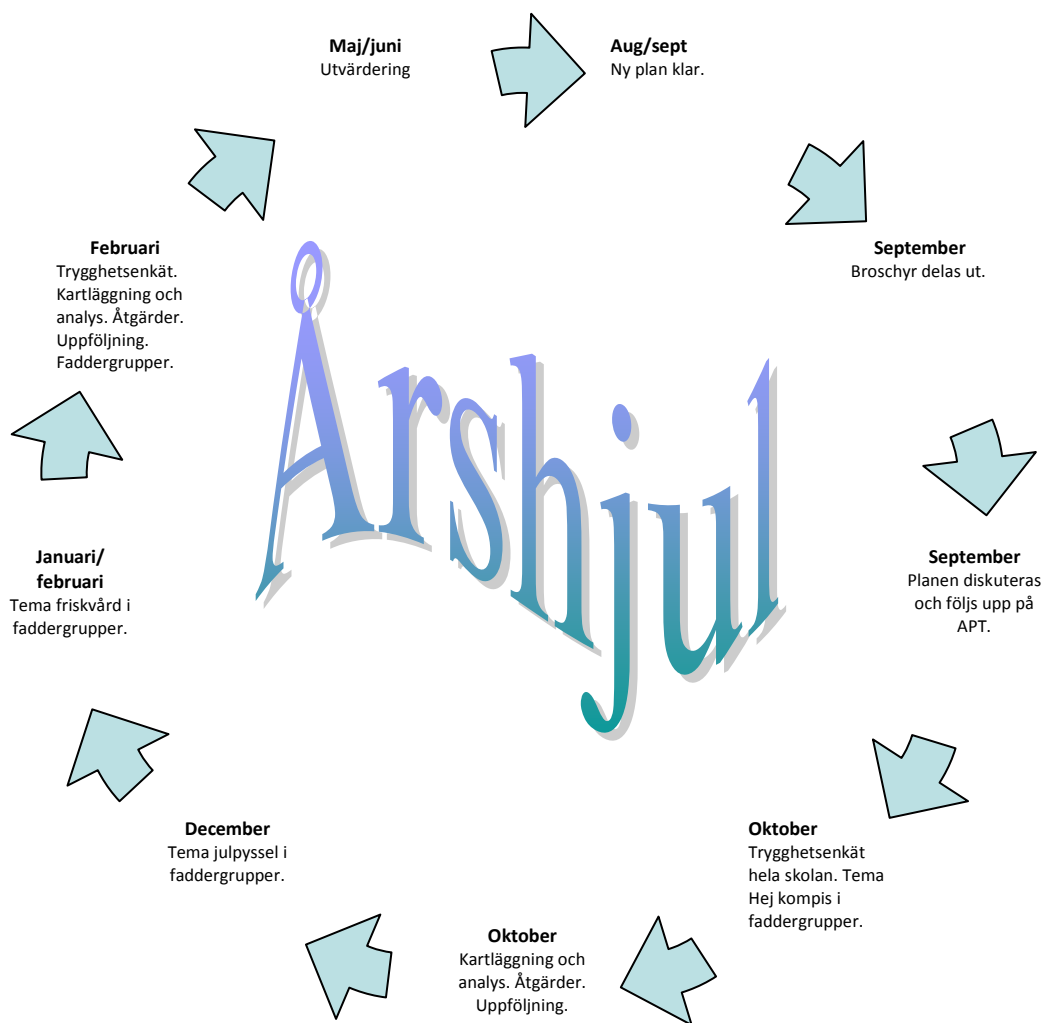 Maj/juni
Utvärdering
Aug/sept
Ny plan klar.
September
Broschyr delas ut.
September
Planen diskuteras
och följs upp på
APT.
Oktober
Trygghetsenkät
hela skolan. Tema
Hej kompis i
faddergrupper.
Oktober
Kartläggning och
analys. Åtgärder.
Uppföljning.
December
Tema julpyssel i
faddergrupper.
Januari/
februari
Tema friskvård i
faddergrupper.
Februari
Trygghetsenkät.
Kartläggning och
analys. Åtgärder.
Uppföljning.
Faddergrupper.
Årshjul